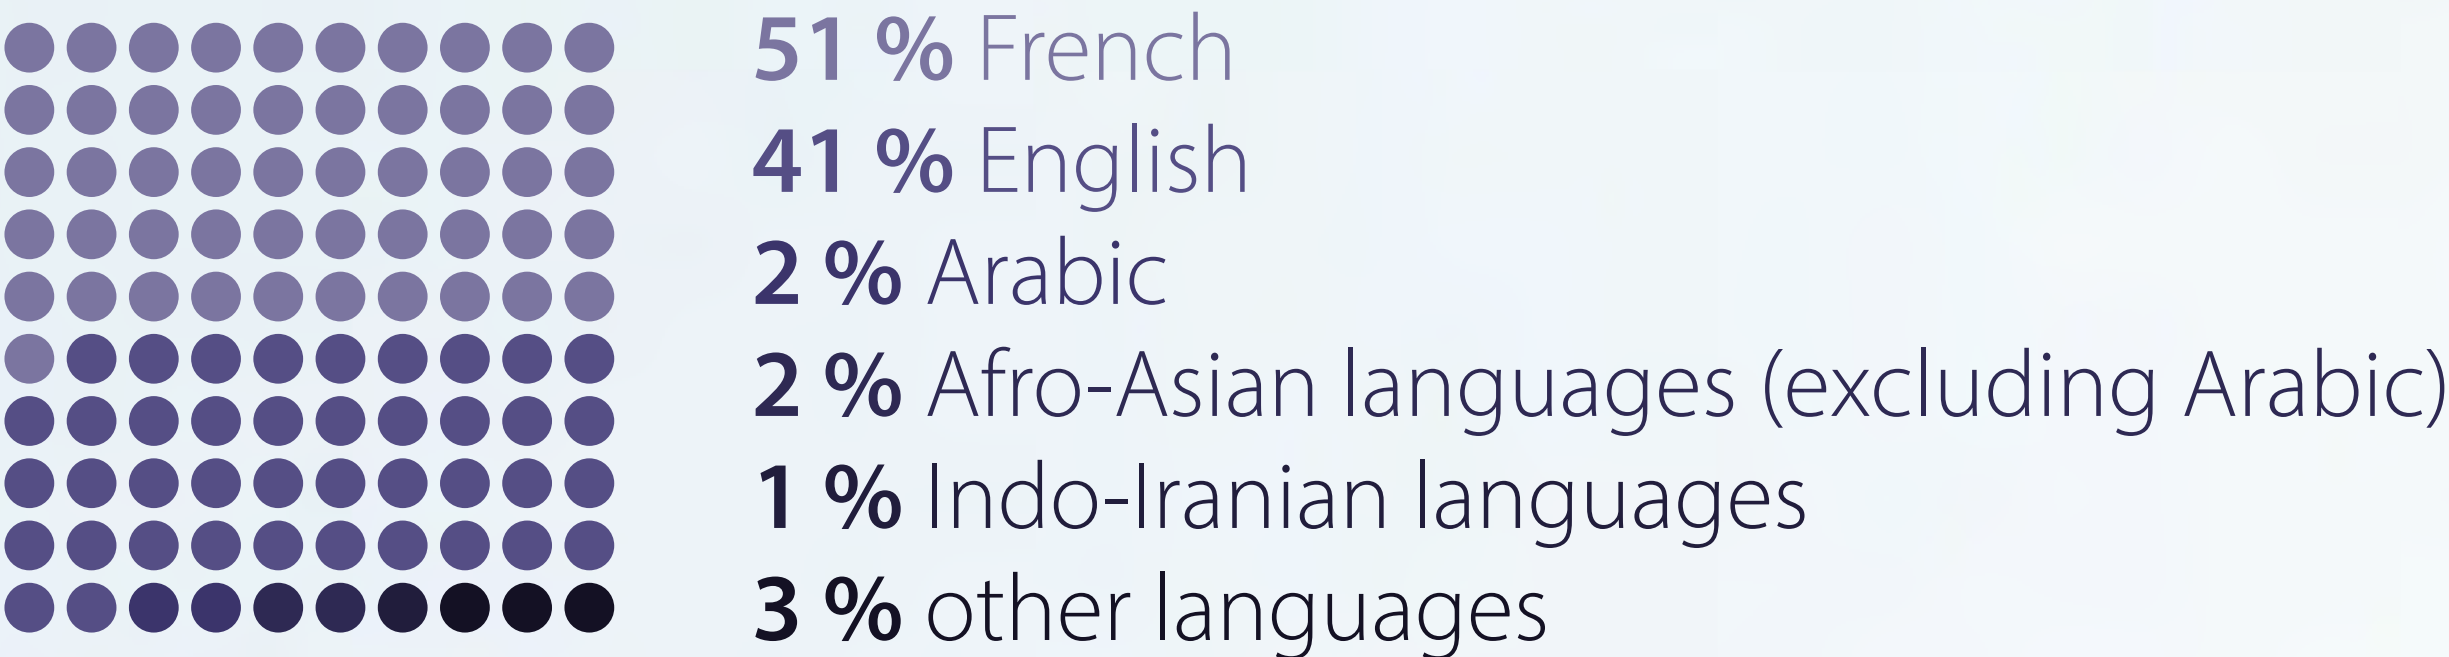 51 % French
41 % English
2 % Arabic
2 % Afro-Asian languages (excluding Arabic)
1 % Indo-Iranian languages
3 % other languages